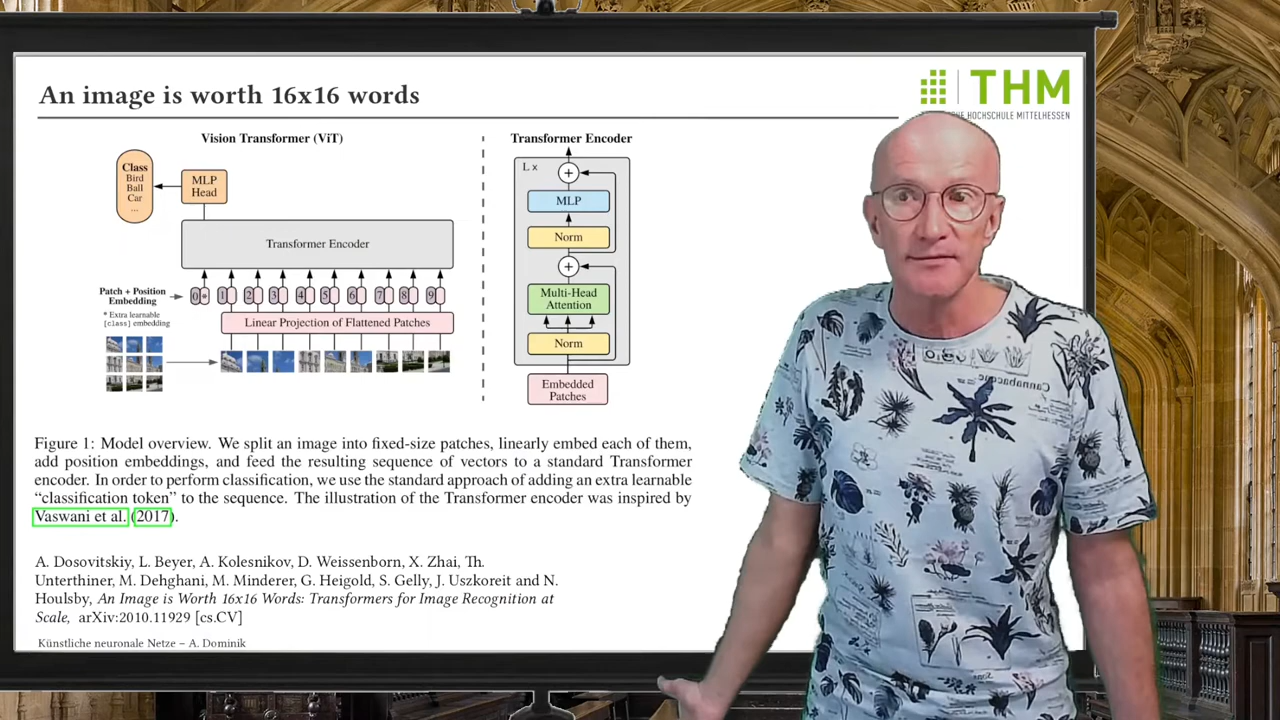 An image is worth 16x16 words
THM
HE HOCHSCHULE MITTELHESSEN
Vision Transformer (ViT)
Class
Bird
Ball
Car
...
MLP
Head
Transformer Encoder
Patch + Position
Embedding
* Extra learnable
[class] embedding
0 * 1 2 3 4 5 6 7 8 9
Linear Projection of Flattened Patches
Transformer Encoder
L x
+
MLP
Norm
+
Multi-Head
Attention
Norm
Embedded
Patches
Figure 1: Model overview. We split an image into fixed-size patches, linearly embed each of them,
add position embeddings, and feed the resulting sequence of vectors to a standard Transformer
encoder. In order to perform classification, we use the standard approach of adding an extra learnable
“classification token” to the sequence. The illustration of the Transformer encoder was inspired by
Vaswani et al. (2017).
A. Dosovitskiy, L. Beyer, A. Kolesnikov, D. Weissenborn, X. Zhai, Th.
Unterthiner, M. Dehghani, M. Minderer, G. Heigold, S. Gelly, J. Uszkoreit and N.
Houlsby, An Image is Worth 16x16 Words: Transformers for Image Recognition at
Scale, arXiv:2010.11929 [cs.CV]
Künstliche neuronale Netze – A. Dominik
Cannabaceae